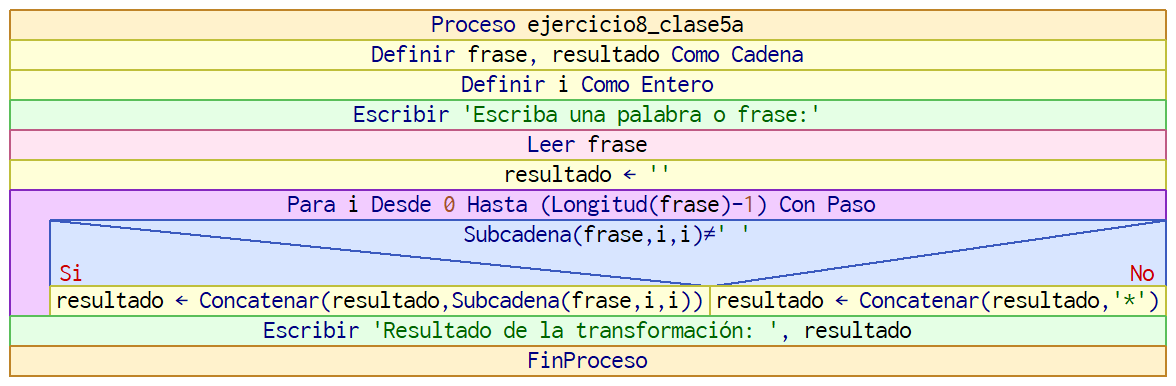 Proceso ejercicio8_clase5a
Definir frase, resultado Como Cadena
Definir i Como Entero
Escribir 'Escriba una palabra o frase:'
Leer frase
resultado ← ''
Para i Desde 0 Hasta (Longitud(frase)-1) Con Paso
Subcadena(frase,i,i)≠' '
Si No
resultado ← Concatenar(resultado,Subcadena(frase,i,i)) resultado ← Concatenar(resultado,'*')
Escribir 'Resultado de la transformación: ', resultado
FinProceso